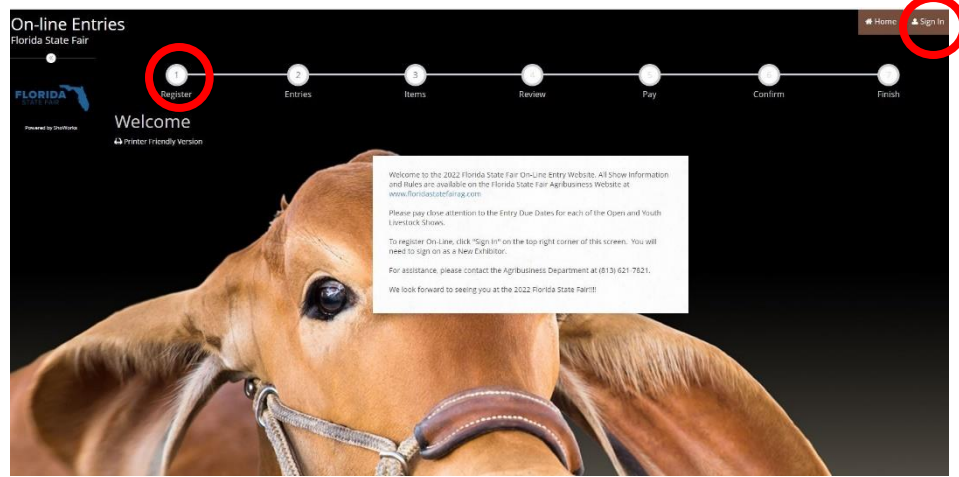 On-line Entries
Florida State Fair
Home
Sign In
1
2
3
4
5
6
7
Register
Entries
Items
Review
Pay
Confirm
Finish
FLORIDA
STATE FAIR
Powered by ShoWorks
Welcome
Printer Friendly Version
Welcome to the 2022 Florida State Fair On-Line Entry Website. All Show Information
and Rules are available on the Florida State Fair Agribusiness Website at
www.floridastatefairag.com
Please pay close attention to the Entry Due Dates for each of the Open and Youth
Livestock Shows.
To register On-Line, click "Sign In" on the top right corner of this screen. You will
need to sign on as a New Exhibitor.
For assistance, please contact the Agribusiness Department at (813) 621-7821.
We look forward to seeing you at the 2022 Florida State Fair!!!!